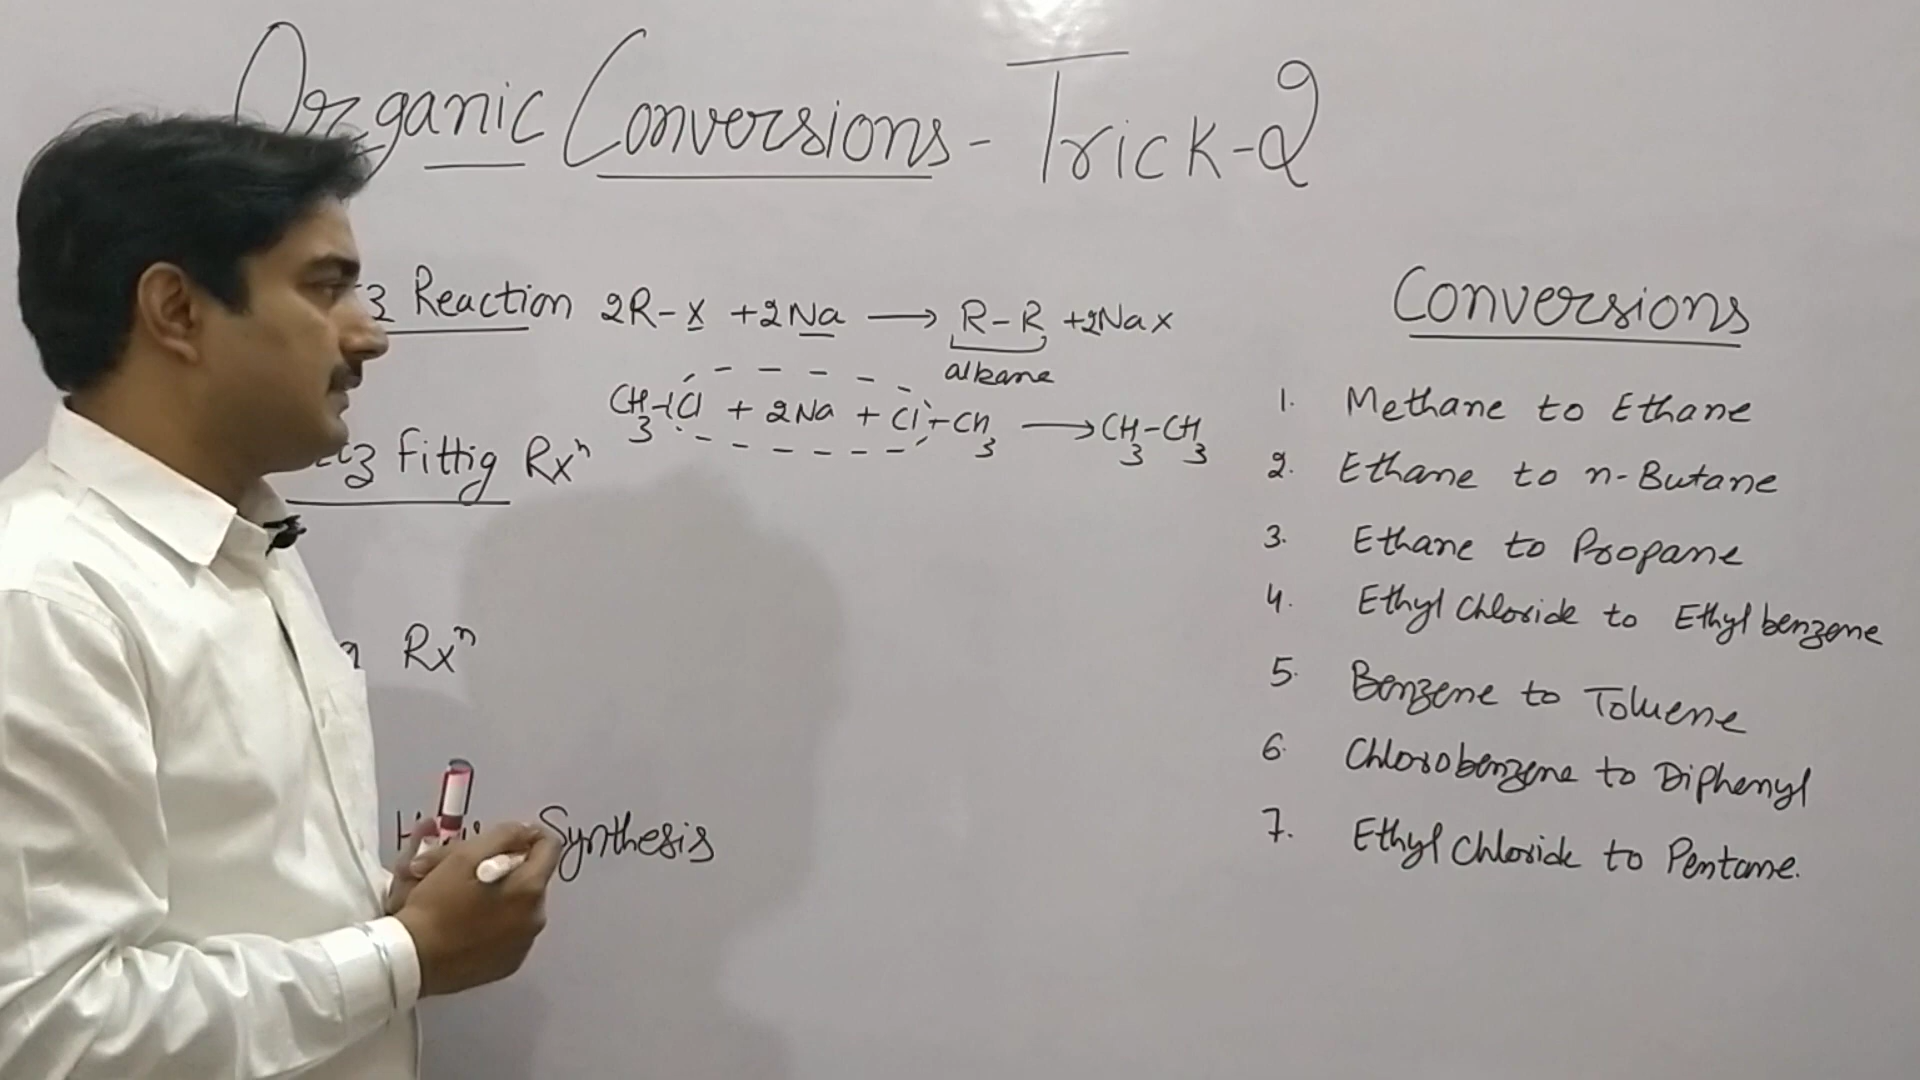 Organic Conversions - Trick-2
Reaction 2R-X + 2Na → R-R + 2NaX
alkane
CH3-Cl + 2Na + Cl-CH3 → CH3-CH3
Fittig Rxn
Rxn
Synthesis
Conversions
1. Methane to Ethane
2. Ethane to n-Butane
3. Ethane to Propane
4. Ethyl Chloride to Ethyl benzene
5. Benzene to Toluene
6. Chlorobenzene to Diphenyl
7. Ethyl Chloride to Pentane.